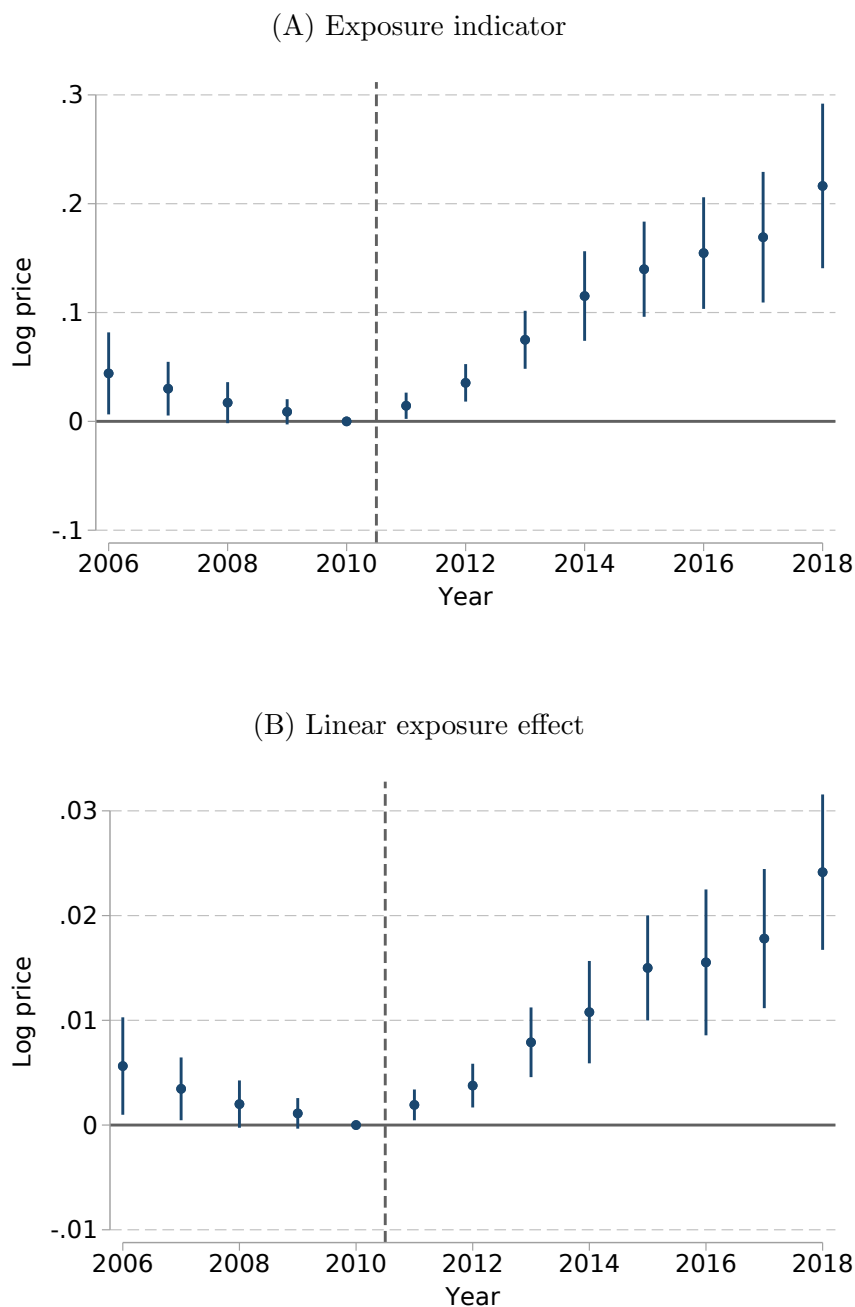 (A) Exposure indicator
.3
.2
.1
0
-.1
Log price
2006 2008 2010 2012 2014 2016 2018
Year
(B) Linear exposure effect
.03
.02
.01
0
-.01
Log price
2006 2008 2010 2012 2014 2016 2018
Year